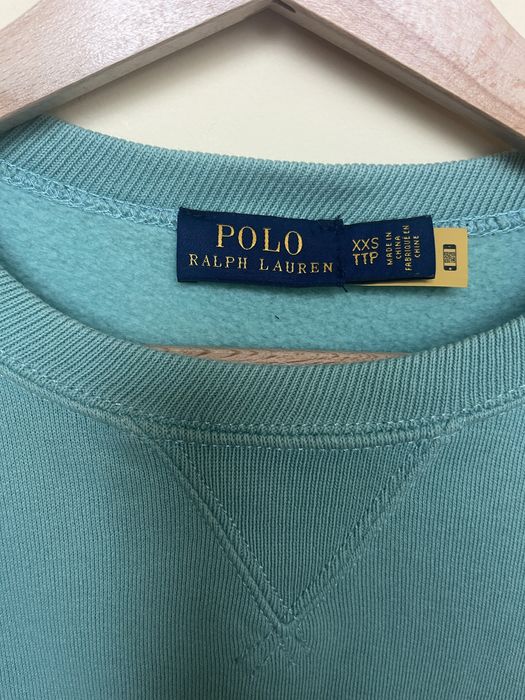 POLO
RALPH LAUREN
XXS
TTP
MADE IN
CHINA
FABRIQUÉ EN
CHINE